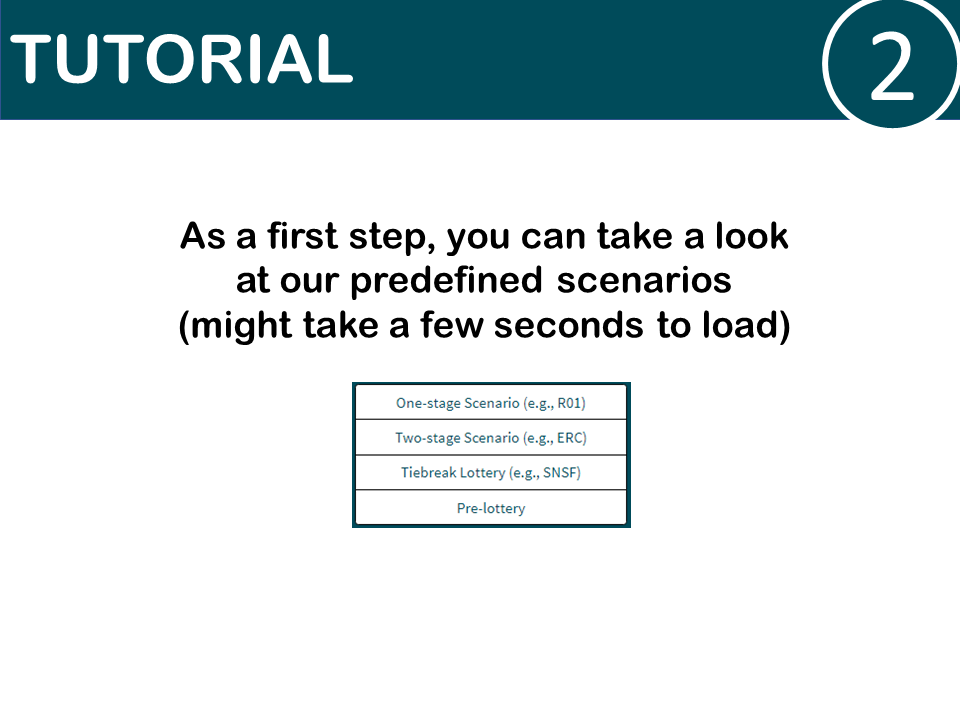 TUTORIAL
2
As a first step, you can take a look
at our predefined scenarios
(might take a few seconds to load)
One-stage Scenario (e.g., R01)
Two-stage Scenario (e.g., ERC)
Tiebreak Lottery (e.g., SNSF)
Pre-lottery